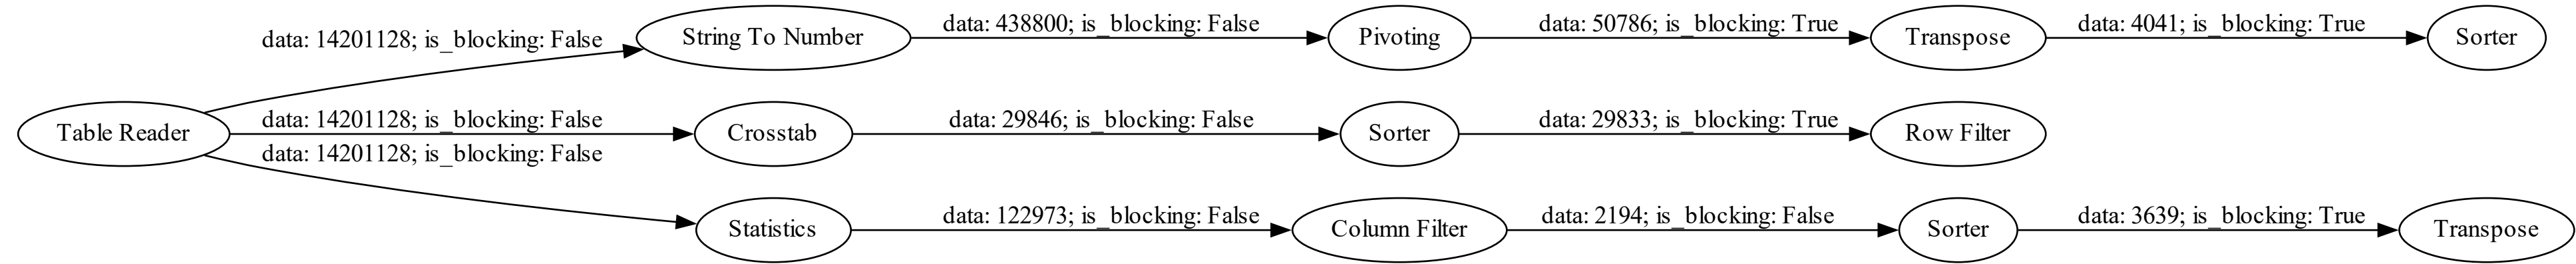 data: 14201128; is_blocking: False
String To Number
data: 438800; is_blocking: False
Pivoting
data: 50786; is_blocking: True
Transpose
data: 4041; is_blocking: True
Sorter
Table Reader
data: 14201128; is_blocking: False
Crosstab
data: 29846; is_blocking: False
Sorter
data: 29833; is_blocking: True
Row Filter
data: 14201128; is_blocking: False
Statistics
data: 122973; is_blocking: False
Column Filter
data: 2194; is_blocking: False
Sorter
data: 3639; is_blocking: True
Transpose